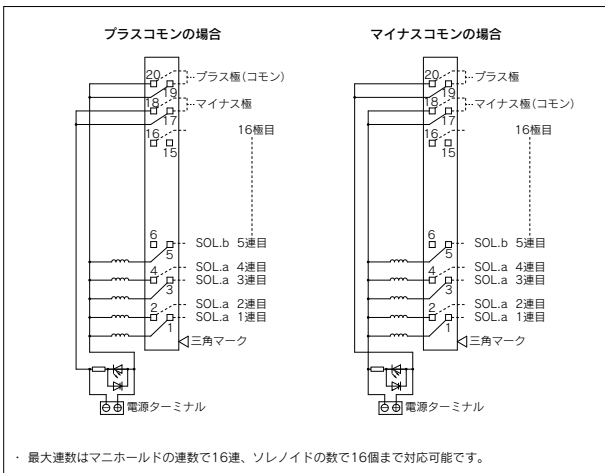 プラスコモンの場合
20
プラス極(コモン)
19
18
マイナス極
17
16
16極目
15
6
SOL.b 5連目
5
SOL.a 4連目
4
SOL.a 3連目
3
SOL.a 2連目
2
SOL.a 1連目
1
三角マーク
⊖⊕ 電源ターミナル
マイナスコモンの場合
20
プラス極
19
18
マイナス極(コモン)
17
16
16極目
15
6
SOL.b 5連目
5
SOL.a 4連目
4
SOL.a 3連目
3
SOL.a 2連目
2
SOL.a 1連目
1
三角マーク
⊖⊕ 電源ターミナル
・ 最大連数はマニホールドの連数で16連、ソレノイドの数で16個まで対応可能です。